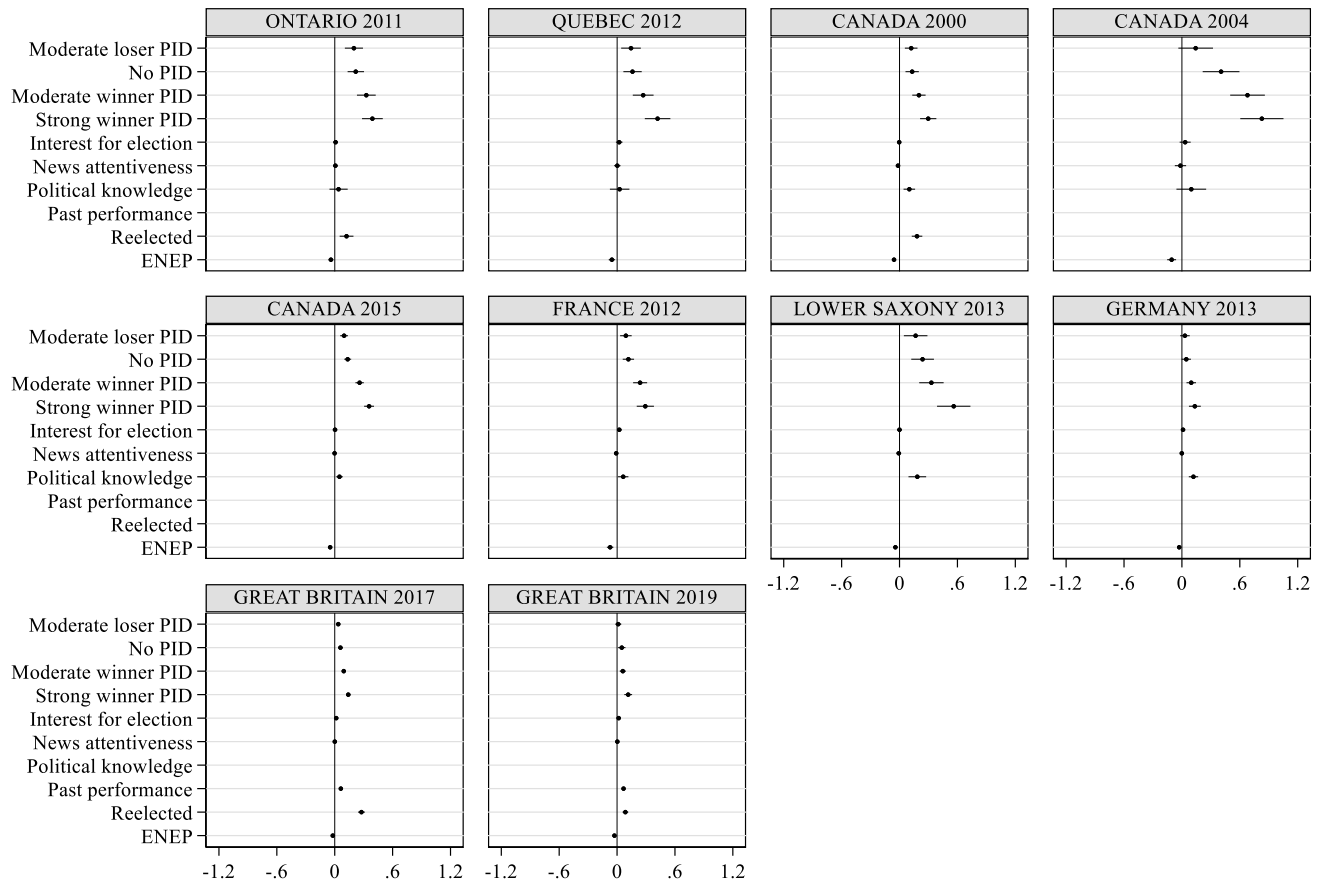 ONTARIO 2011 QUEBEC 2012 CANADA 2000 CANADA 2004
Moderate loser PID
No PID
Moderate winner PID
Strong winner PID
Interest for election
News attentiveness
Political knowledge
Past performance
Reelected
ENEP
CANADA 2015 FRANCE 2012 LOWER SAXONY 2013 GERMANY 2013
Moderate loser PID
No PID
Moderate winner PID
Strong winner PID
Interest for election
News attentiveness
Political knowledge
Past performance
Reelected
ENEP
-1.2 -.6 0 .6 1.2 -1.2 -.6 0 .6 1.2
GREAT BRITAIN 2017 GREAT BRITAIN 2019
Moderate loser PID
No PID
Moderate winner PID
Strong winner PID
Interest for election
News attentiveness
Political knowledge
Past performance
Reelected
ENEP
-1.2 -.6 0 .6 1.2 -1.2 -.6 0 .6 1.2